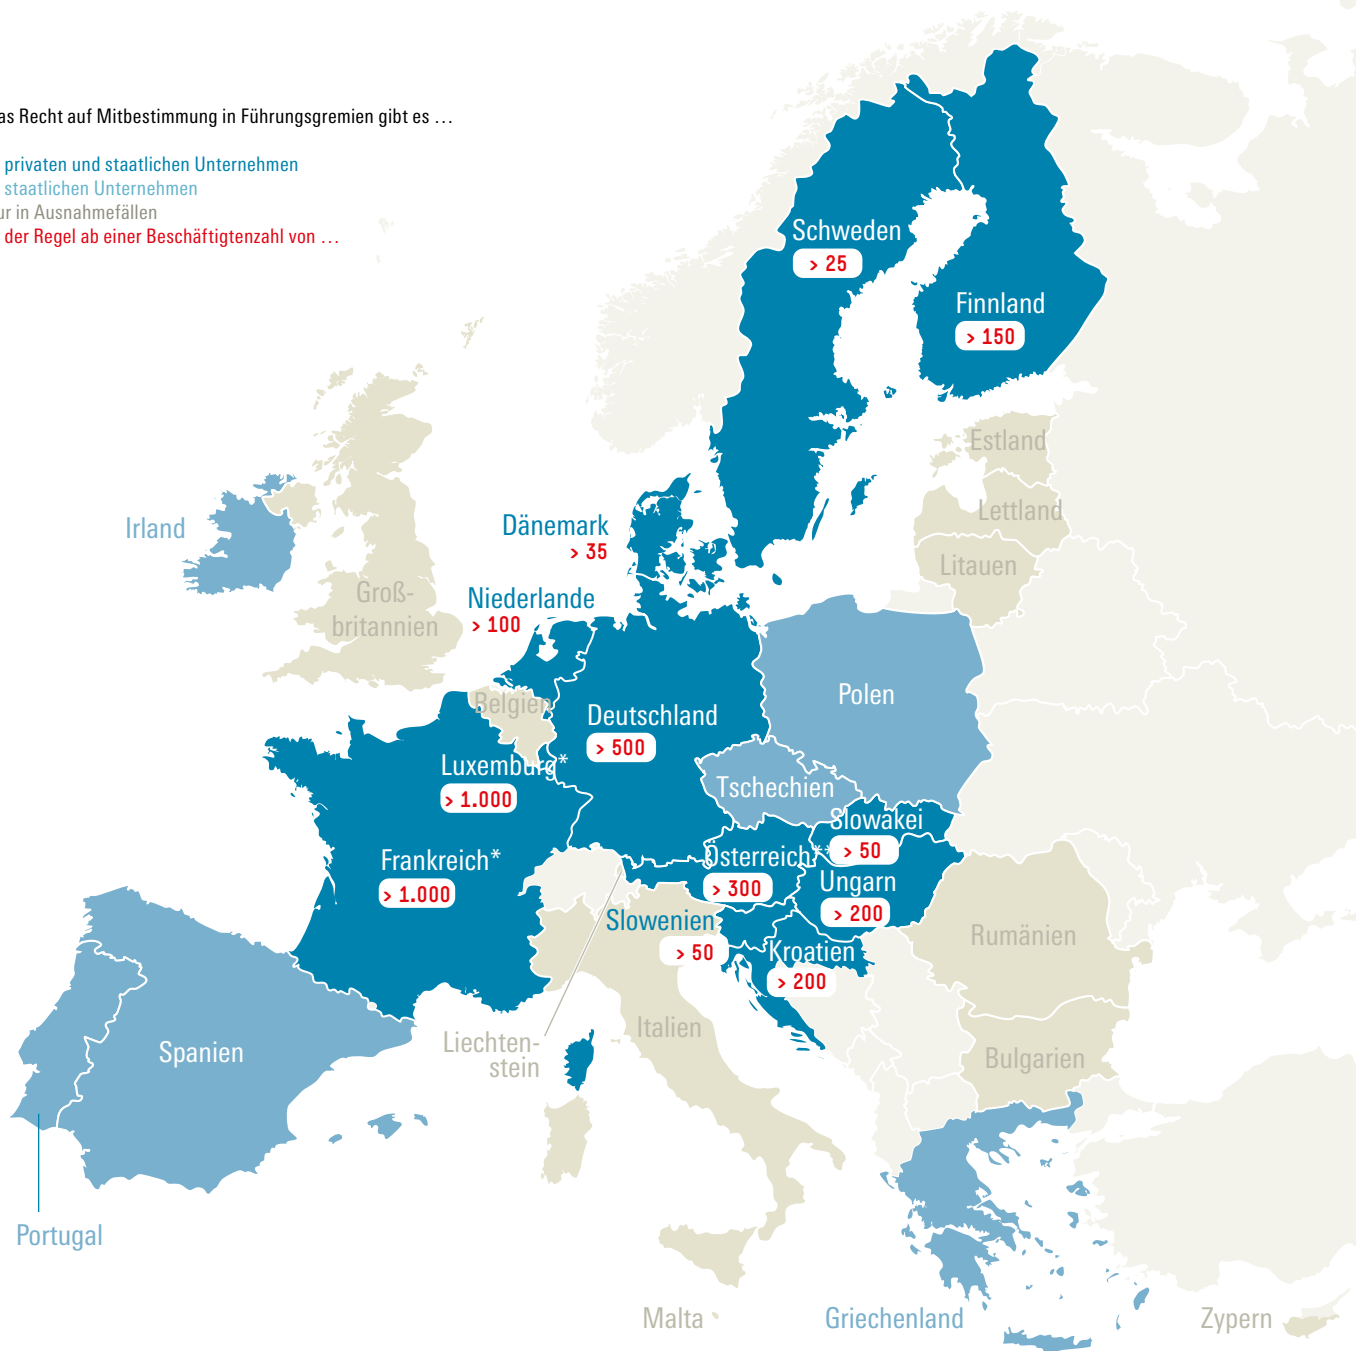 as Recht auf Mitbestimmung in Führungsgremien gibt es …
privaten und staatlichen Unternehmen
staatlichen Unternehmen
ur in Ausnahmefällen
der Regel ab einer Beschäftigtenzahl von …
Schweden
> 25
Finnland
> 150
Estland
Lettland
Litauen
Irland
Dänemark
> 35
Groß-
britannien
Niederlande
> 100
Belgien
Deutschland
> 500
Polen
Luxemburg*
> 1.000
Tschechien
Slowakei
> 50
Frankreich*
> 1.000
Österreich**
> 300
Ungarn
> 200
Slowenien
> 50
Kroatien
> 200
Rumänien
Liechten-
stein
Italien
Bulgarien
Spanien
Portugal
Malta
Griechenland
Zypern